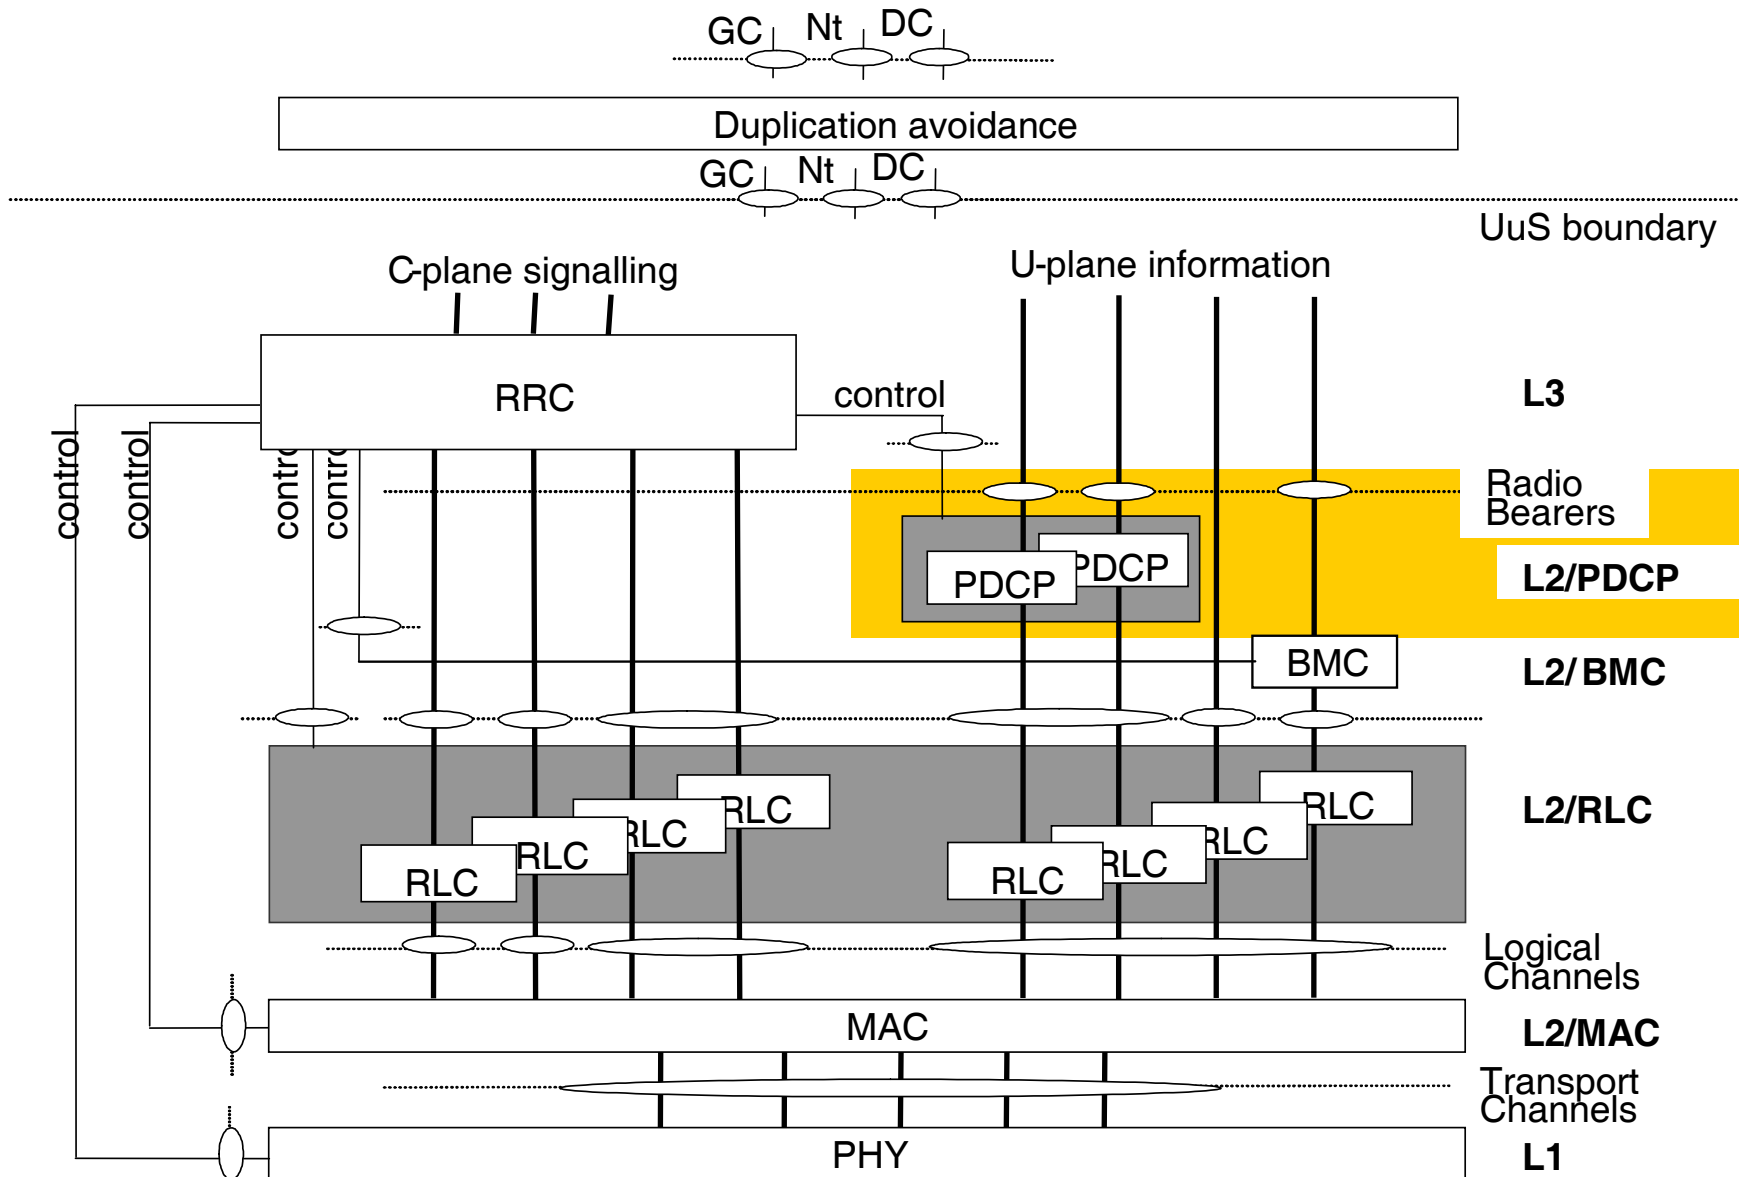 GC Nt DC
Duplication avoidance
GC Nt DC
UuS boundary
C-plane signalling
U-plane information
RRC
control
L3
control
control
contro
contro
Radio
Bearers
PDCP
PDCP
L2/PDCP
BMC
L2/BMC
RLC
RLC
RLC
RLC
RLC
RLC
RLC
RLC
L2/RLC
Logical
Channels
MAC
L2/MAC
Transport
Channels
PHY
L1